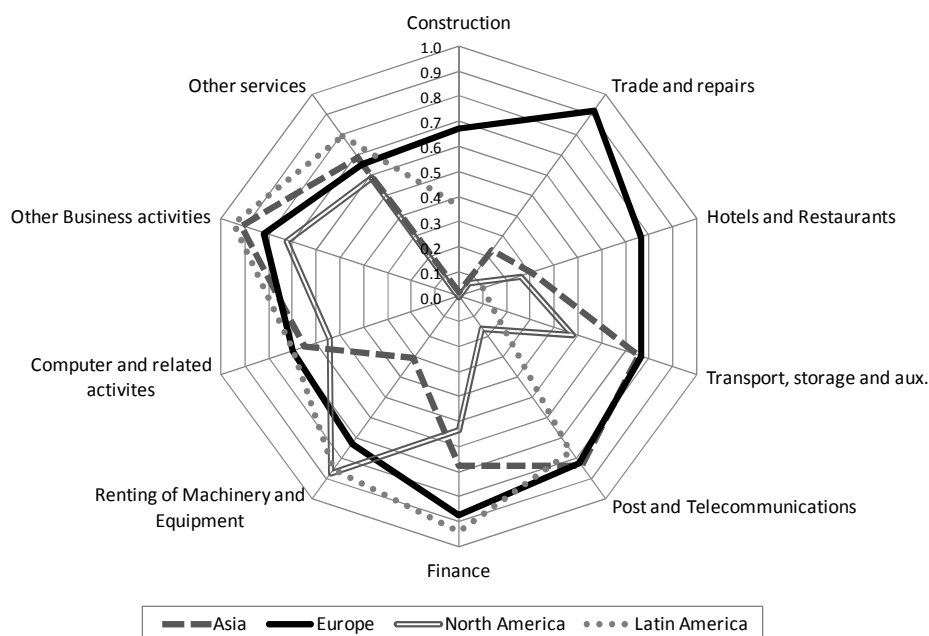 Construction
1.0
0.9
0.8
0.7
0.6
0.5
0.4
0.3
0.2
0.1
0.0
Trade and repairs
Hotels and Restaurants
Transport, storage and aux.
Post and Telecommunications
Finance
Renting of Machinery and
Equipment
Computer and related
activites
Other Business activities
Other services
Asia Europe North America Latin America